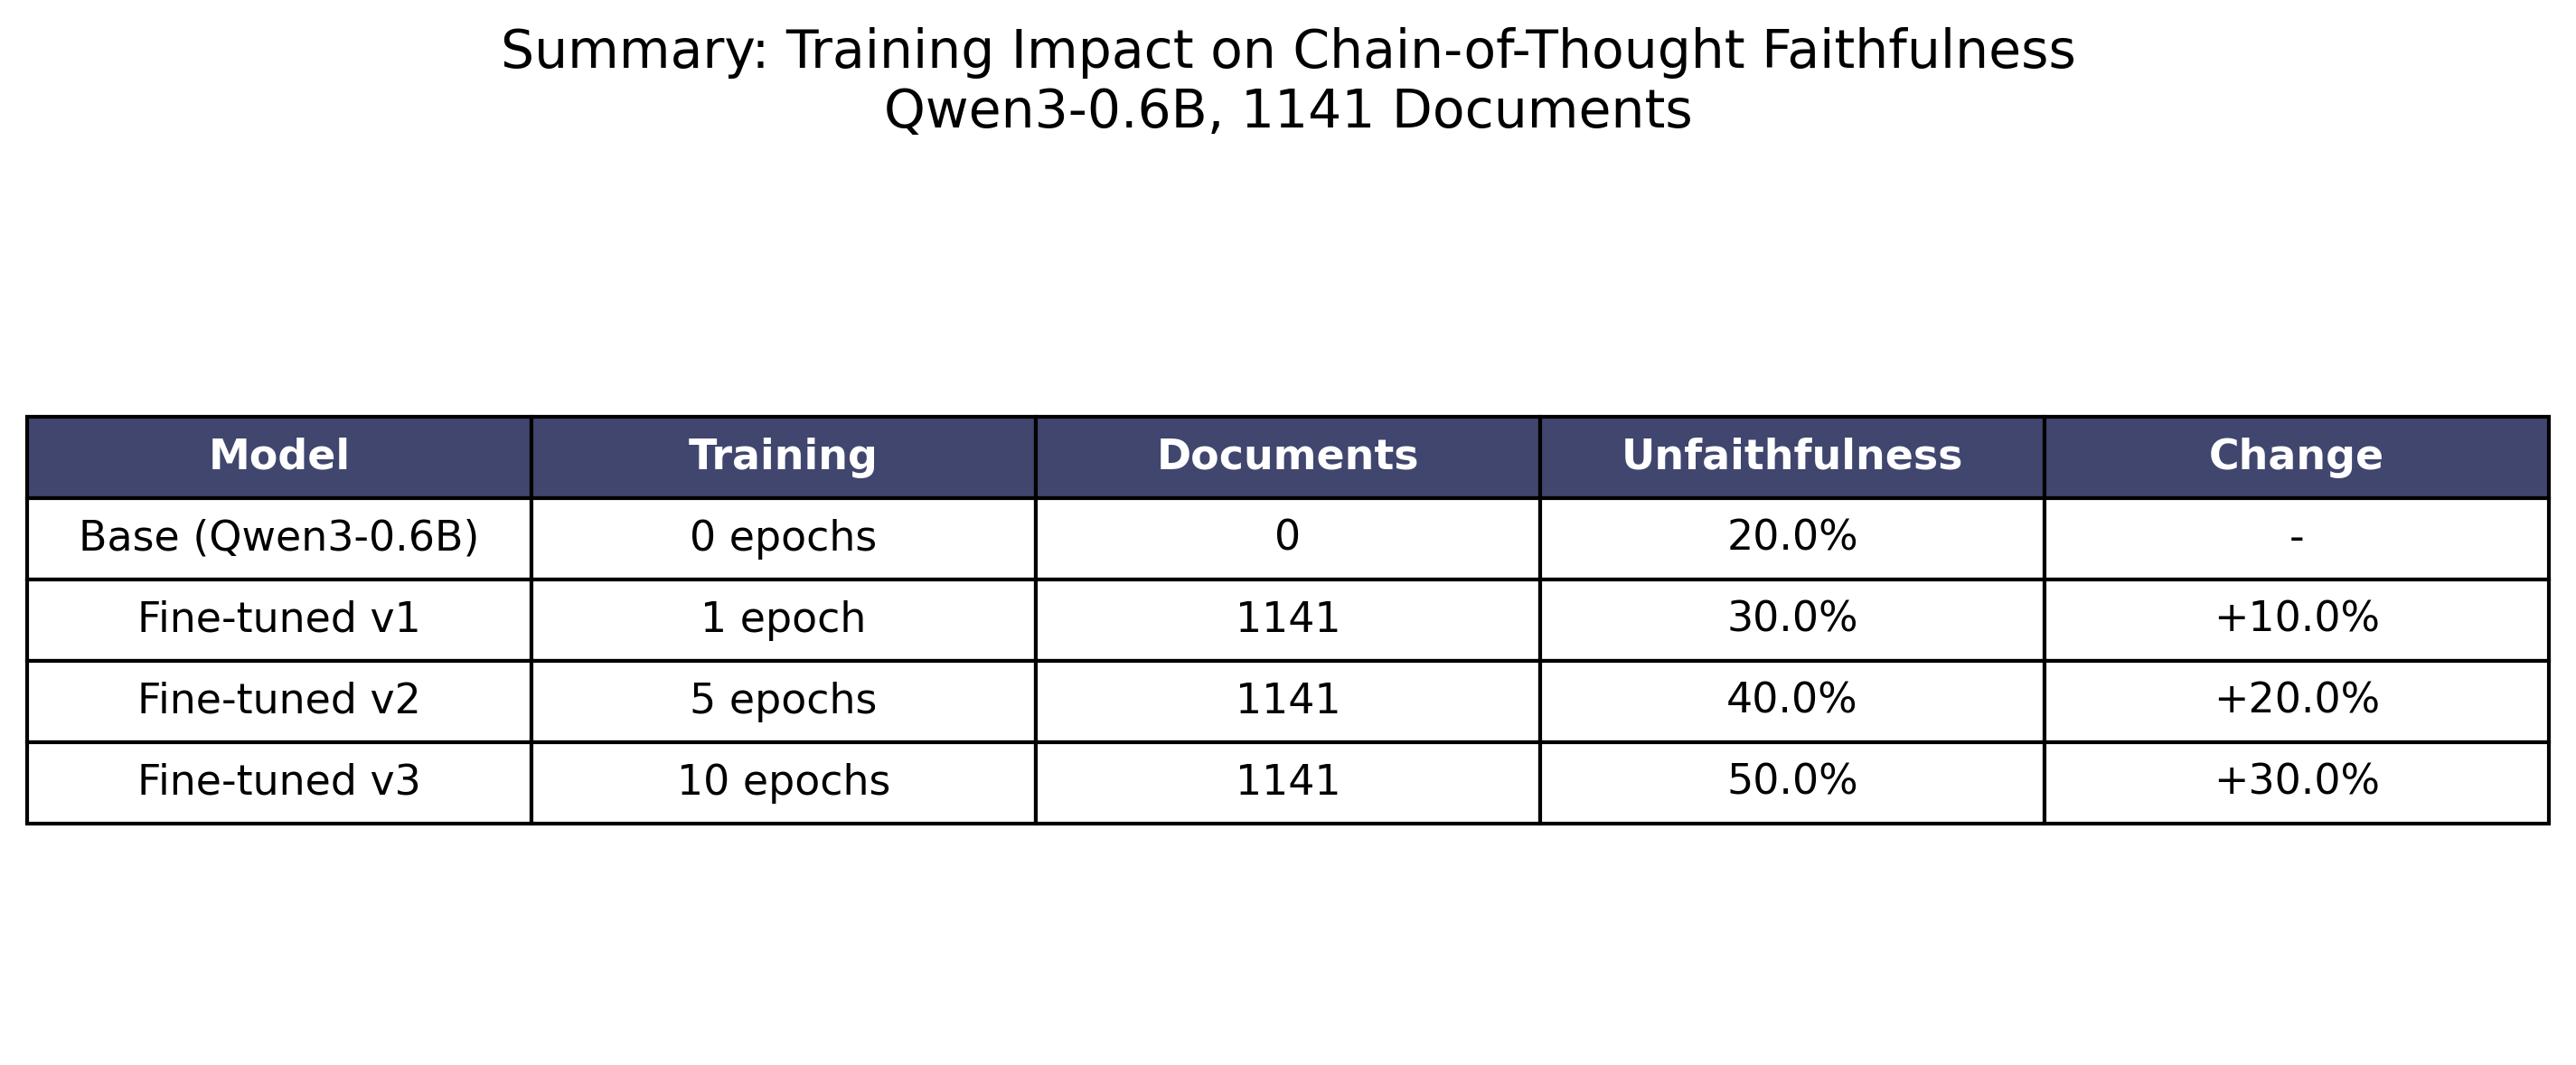 Summary: Training Impact on Chain-of-Thought Faithfulness
Qwen3-0.6B, 1141 Documents
Model Training Documents Unfaithfulness Change
Base (Qwen3-0.6B) 0 epochs 0 20.0% -
Fine-tuned v1 1 epoch 1141 30.0% +10.0%
Fine-tuned v2 5 epochs 1141 40.0% +20.0%
Fine-tuned v3 10 epochs 1141 50.0% +30.0%